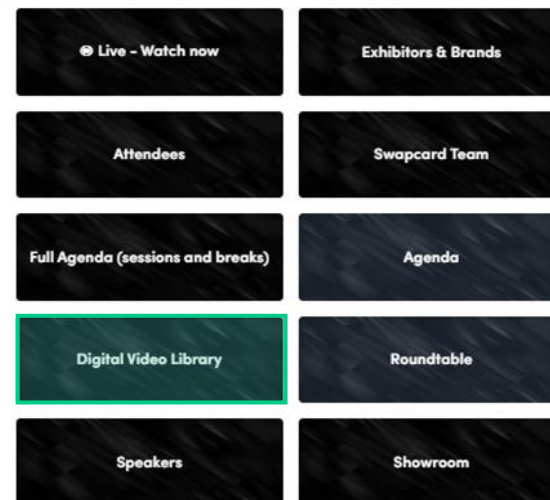 Live - Watch now
Exhibitors & Brands
Attendees
Swapcard Team
Full Agenda (sessions and breaks)
Agenda
Digital Video Library
Roundtable
Speakers
Showroom